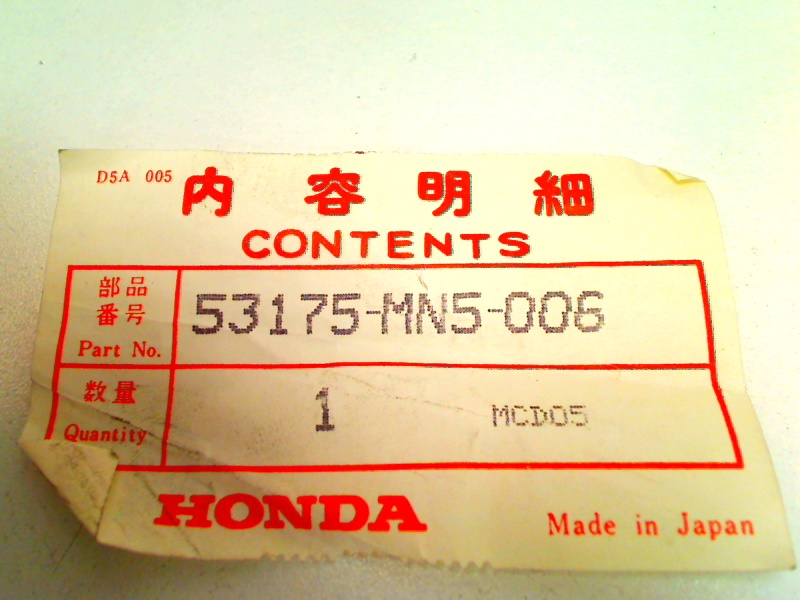 D5A 005
内容明細
CONTENTS
部品
番号
Part No.
53175-MN5-006
数量
Quantity
1
MCD05
HONDA
Made in Japan